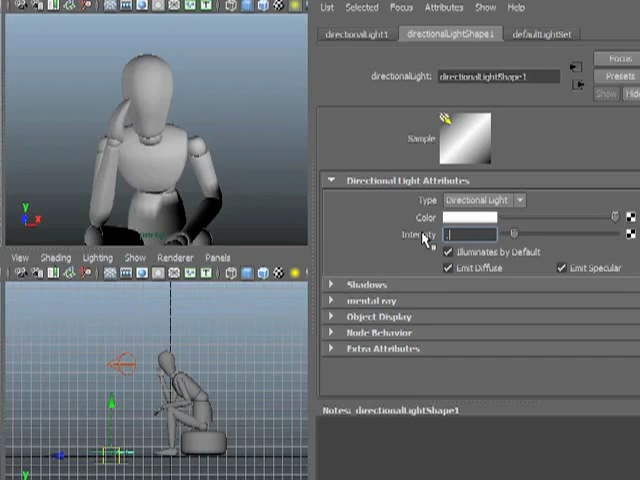 List Selected Focus Attributes Show Help
directionalLight1 directionalLightShape1 defaultLightSet
directionalLight: directionalLightShape1
Focus
Presets
Show Hide
Sample
Directional Light Attributes
Type Directional Light
Color
Intensity .
Illuminates by Default
Emit Diffuse Emit Specular
Shadows
mental ray
Object Display
Node Behavior
Extra Attributes
Notes: directionalLightShape1
y
x
View Shading Lighting Show Renderer Panels
y